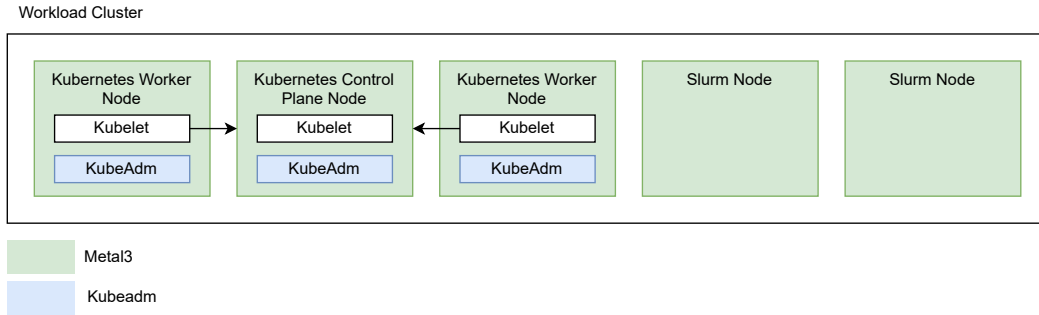 Workload Cluster
Kubernetes Worker
Node
Kubelet
KubeAdm
Kubernetes Control
Plane Node
Kubelet
KubeAdm
Kubernetes Worker
Node
Kubelet
KubeAdm
Slurm Node
Slurm Node
Metal3
Kubeadm